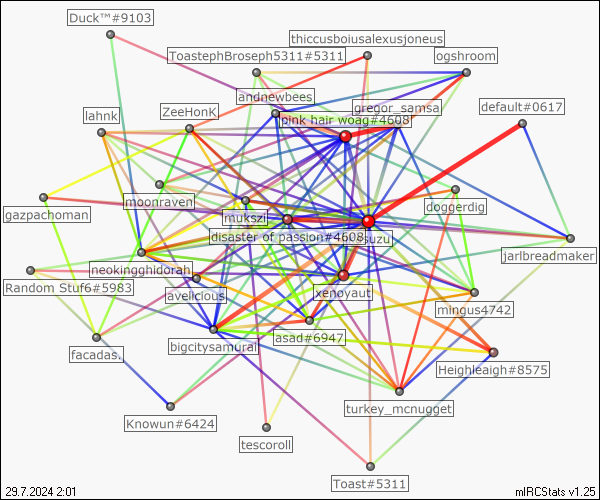 Duck™#9103
thiccusboiusalexusjoneus
ToastephBroseph5311#5311
ogshroom
andnewbees
gregor_samsa
default#0617
lahnk
ZeeHonK
pink hair woag#4608
moonraven
doggerdig
gazpachoman
mukszi
disaster of passion#4608
suzu
jarlbreadmaker
neokingghidorah
Random Stuf6#5983
avelicious
xenoyaut
mingus4742
facadas.
bigcitysamurai
asad#6947
Heighleaigh#8575
turkey_mcnugget
Knowun#6424
tescoroll
Toast#5311
29.7.2024 2:01
mIRCStats v1.25